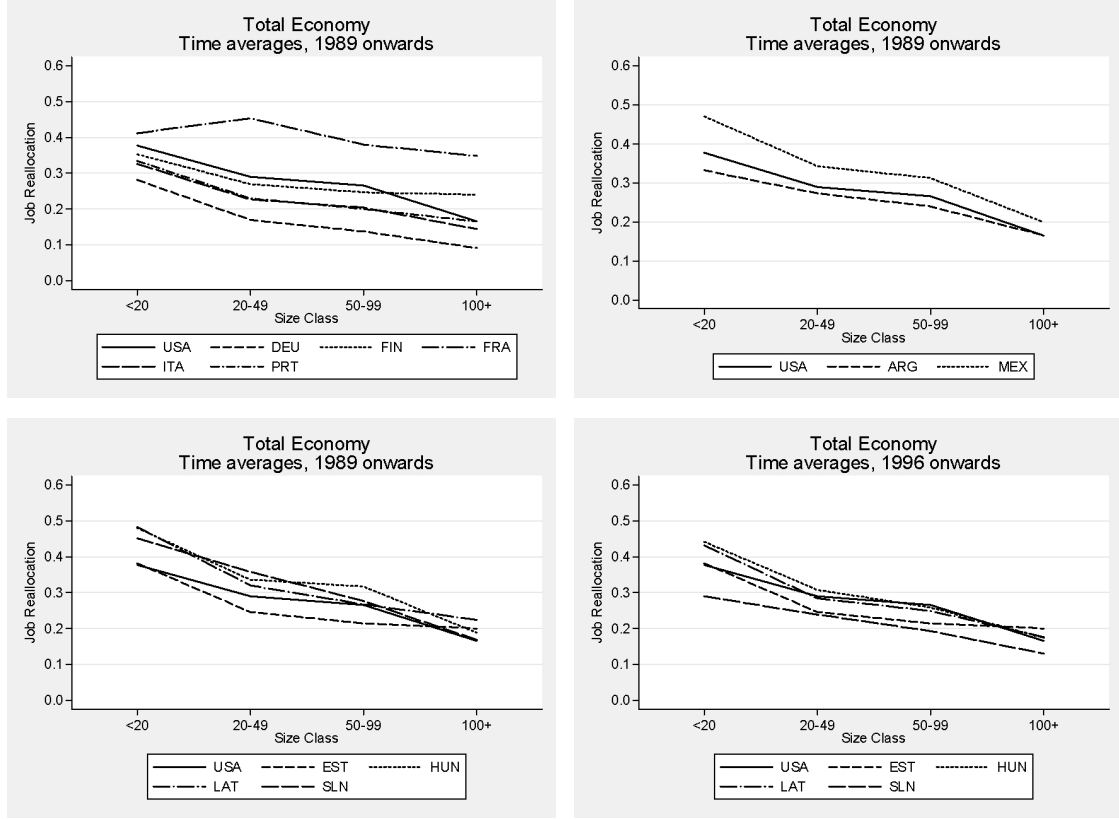 Total Economy
Time averages, 1989 onwards
0.6
0.5
0.4
0.3
0.2
0.1
0.0
Job Reallocation
<20 20-49 50-99 100+
Size Class
USA DEU FIN FRA
ITA PRT
Total Economy
Time averages, 1989 onwards
0.6
0.5
0.4
0.3
0.2
0.1
0.0
Job Reallocation
<20 20-49 50-99 100+
Size Class
USA ARG MEX
Total Economy
Time averages, 1989 onwards
0.6
0.5
0.4
0.3
0.2
0.1
0.0
Job Reallocation
<20 20-49 50-99 100+
Size Class
USA EST HUN
LAT SLN
Total Economy
Time averages, 1996 onwards
0.6
0.5
0.4
0.3
0.2
0.1
0.0
Job Reallocation
<20 20-49 50-99 100+
Size Class
USA EST HUN
LAT SLN